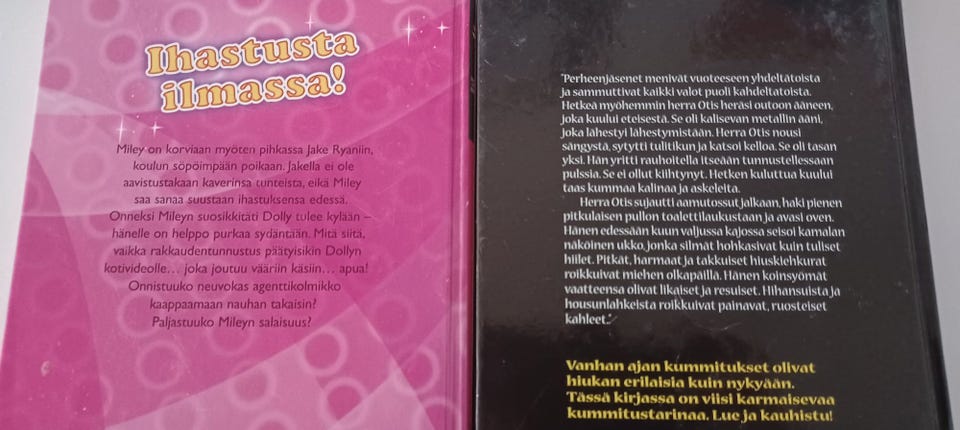 Ihastusta
ilmassa!
Miley on korviaan myöten pihkassa Jake Ryaniin,
koulun söpöimpään poikaan. Jakella ei ole
aavistustakaan kaverinsa tunteista, eikä Miley
saa sanaa suustaan ihastuksensa edessä.
Onneksi Mileyn suosikkitäti Dolly tulee kylään –
hänelle on helppo purkaa sydäntään. Mitä siitä,
vaikka rakkaudentunnustus päätyisikin Dollyn
kotivideolle... joka joutuu vääriin käsiin... apua!
Onnistuuko neuvokas agenttikolmikko
kaappaamaan nauhan takaisin?
Paljastuuko Mileyn salaisuus?
"Perheenjäsenet menivät vuoteeseen yhdeltätoista
ja sammuttivat kaikki valot puoli kahdeltatoista.
Hetkeä myöhemmin herra Otis heräsi outoon ääneen,
joka kuului eteisestä. Se oli kalisevan metallin ääni,
joka lähestyi lähestymistään. Herra Otis nousi
sängystä, sytytti tulitikun ja katsoi kelloa. Se oli tasan
yksi. Hän yritti rauhoitella itseään tunnustellessaan
pulssia. Se ei ollut kiihtynyt. Hetken kuluttua kuului
taas kummaa kalinaa ja askeleita.
Herra Otis sujautti aamutossut jalkaan, haki pienen
pitkulaisen pullon toalettilaukustaan ja avasi oven.
Hänen edessään kuun valjussa kajossa seisoi kamalan
näköinen ukko, jonka silmät hohkasivat kuin tuliset
hiilet. Pitkät, harmaat ja takkuiset hiuskiehkurat
roikkuivat miehen olkapäillä. Hänen koinsyömät
vaatteensa olivat likaiset ja resuiset. Hihansuista ja
housunlahkeista roikkuivat painavat, ruosteiset
kahleet."
Vanhan ajan kummitukset olivat
hiukan erilaisia kuin nykyään.
Tässä kirjassa on viisi karmaisevaa
kummitustarinaa. Lue ja kauhistu!